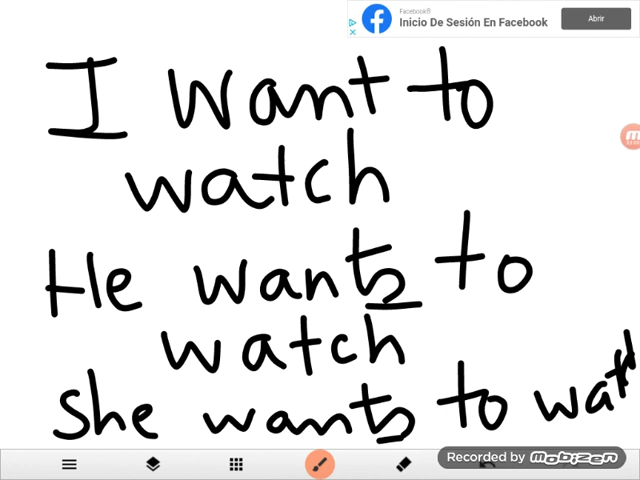 Facebook®
Inicio De Sesión En Facebook
Abrir
I want to
watch
He wants to
watch
She wants to wat
Recorded by MOBIZEN